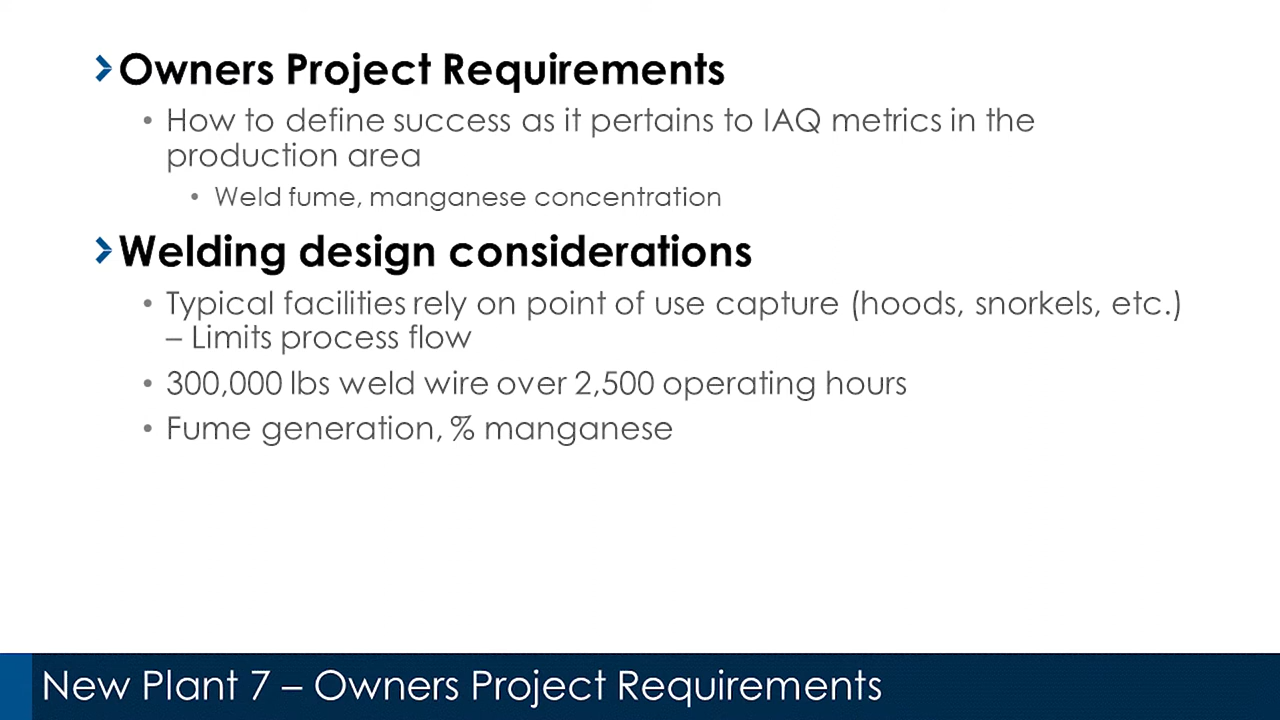 Owners Project Requirements
• How to define success as it pertains to IAQ metrics in the
production area
• Weld fume, manganese concentration
Welding design considerations
• Typical facilities rely on point of use capture (hoods, snorkels, etc.)
– Limits process flow
• 300,000 lbs weld wire over 2,500 operating hours
• Fume generation, % manganese
New Plant 7 – Owners Project Requirements